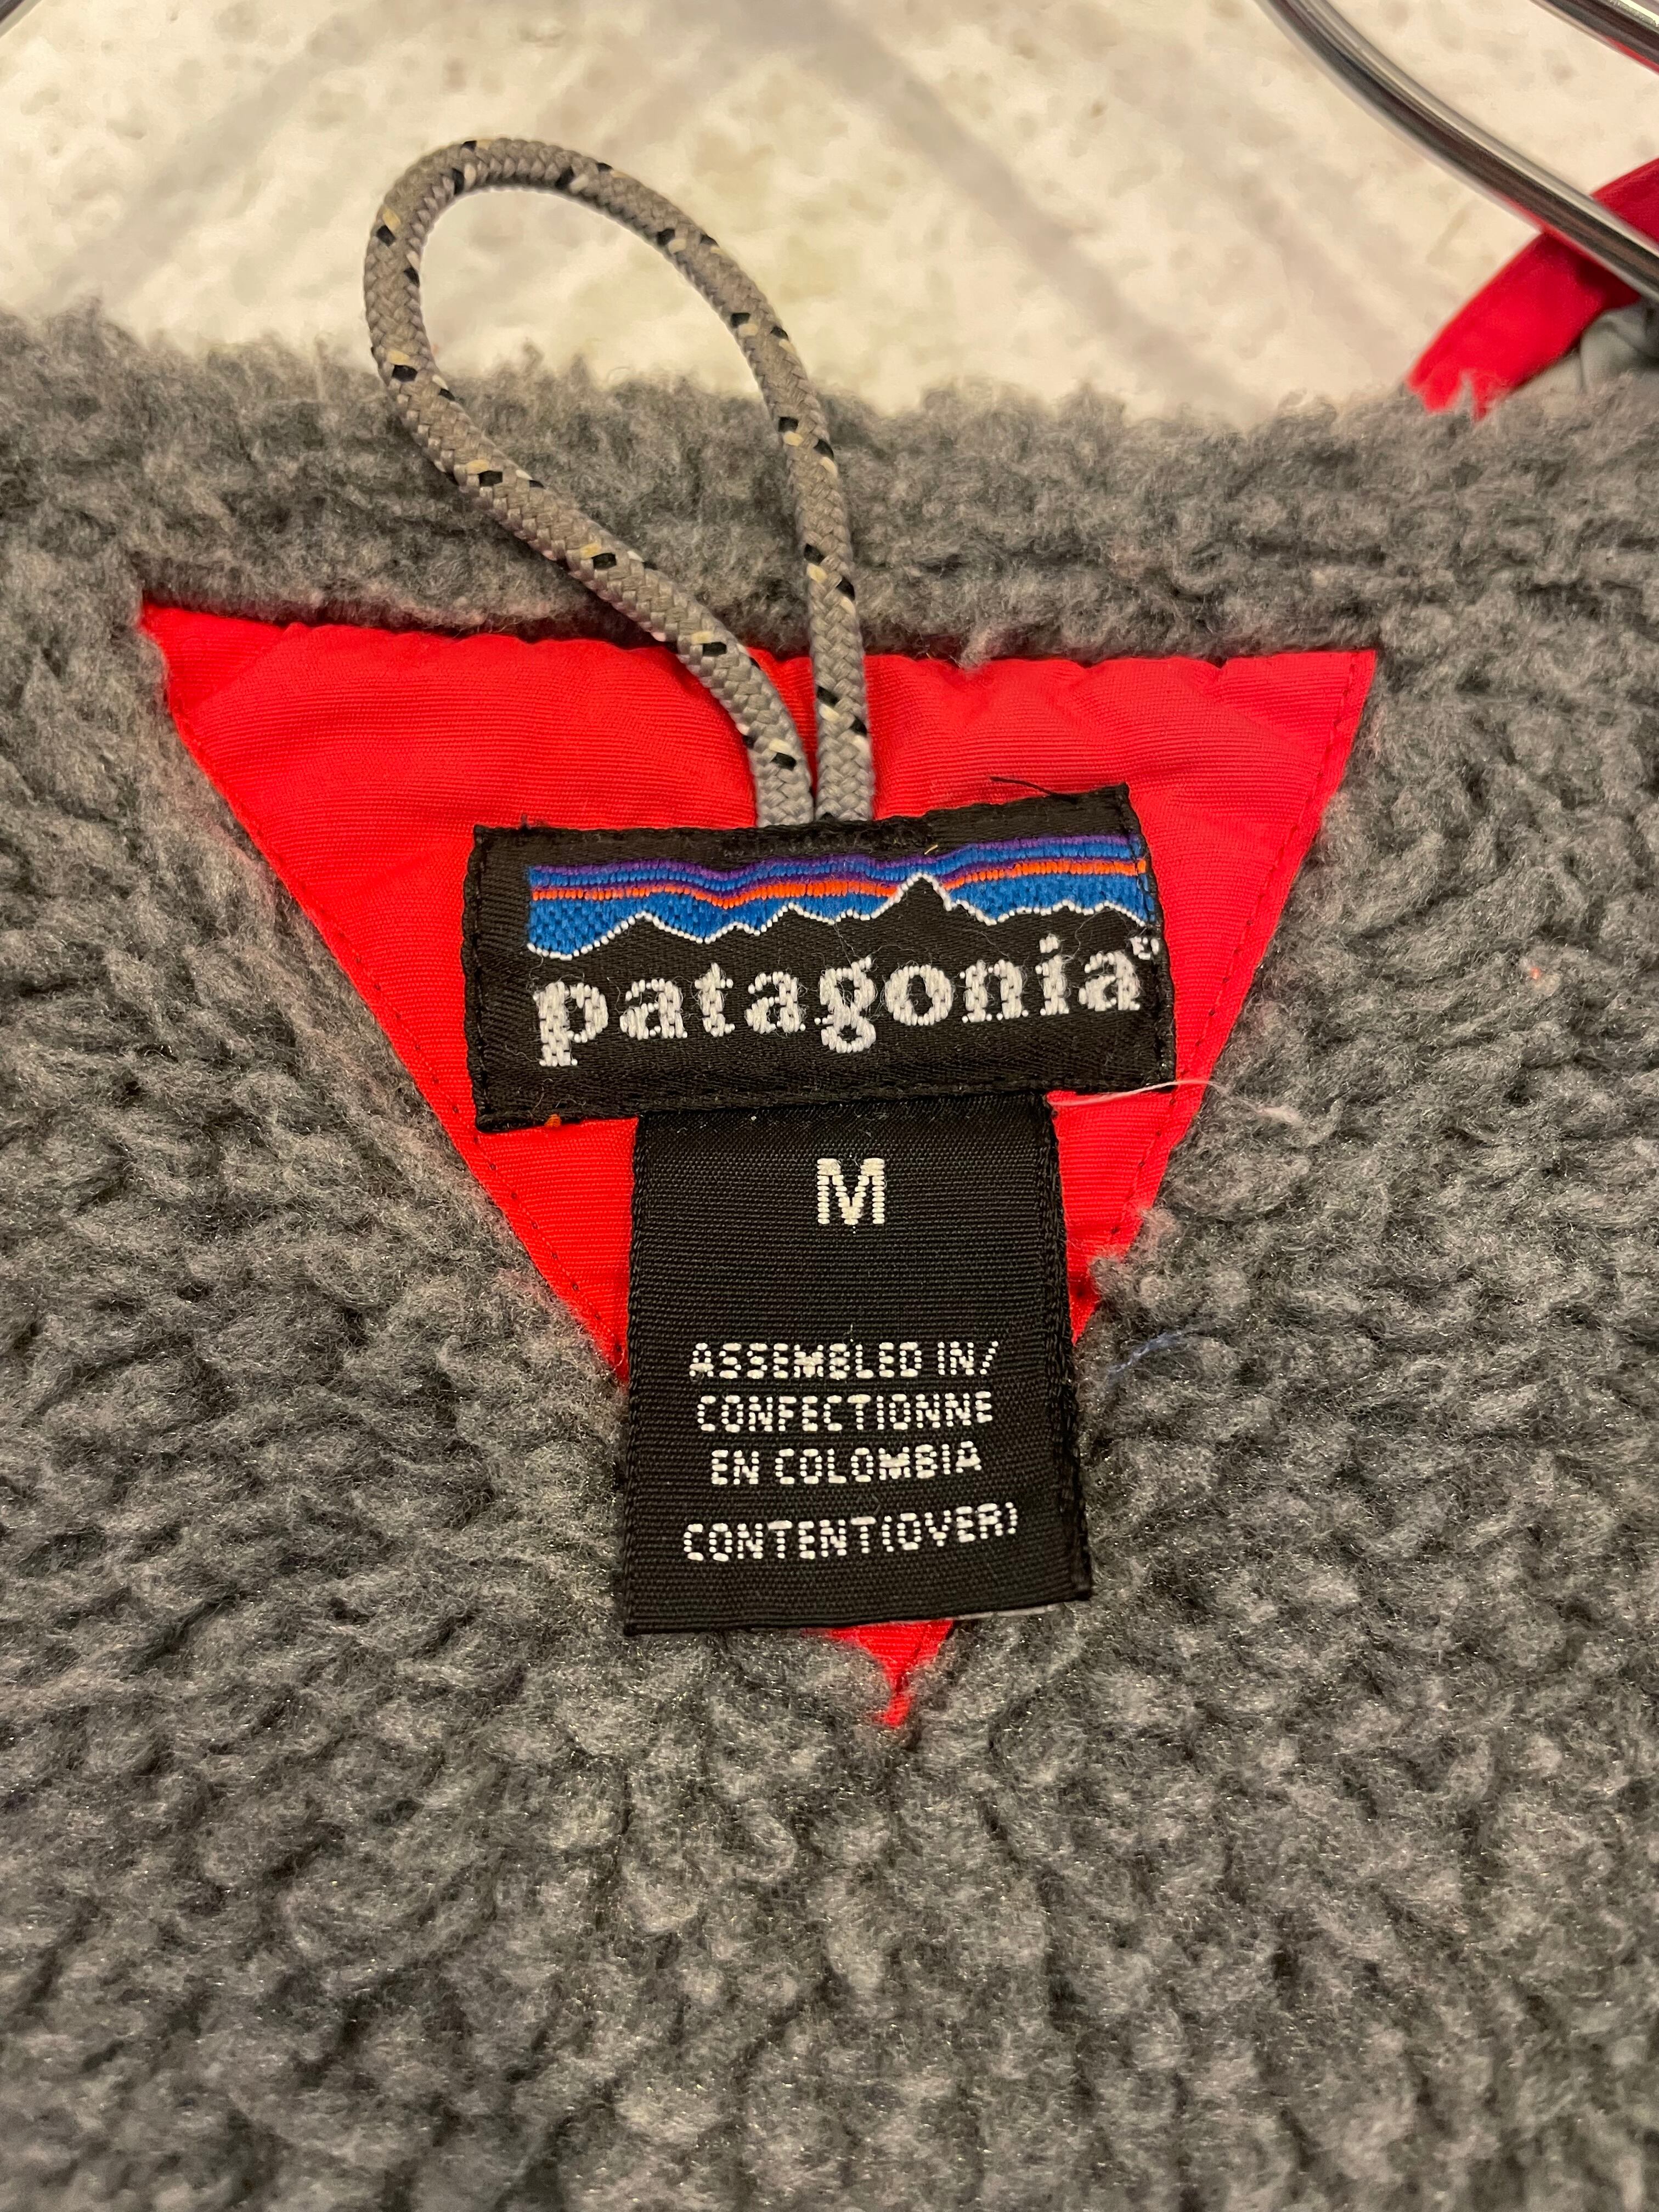 patagonia®
M
ASSEMBLED IN/
CONFECTIONNE
EN COLOMBIA
CONTENT(OVER)